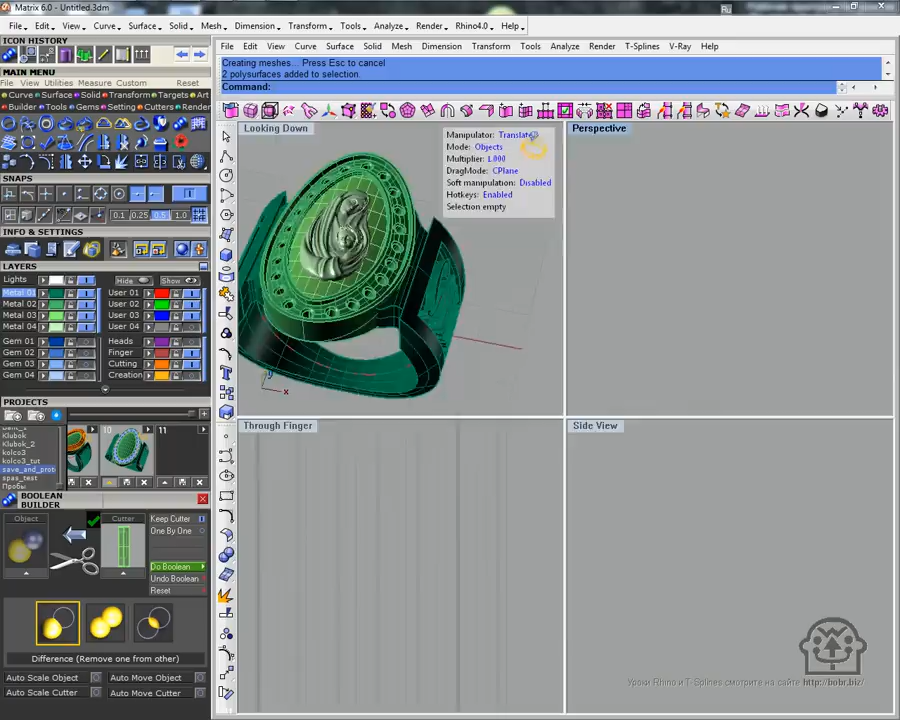 Matrix 6.0 - Untitled.3dm
Ru
File Edit View Curve Surface Solid Mesh Dimension Transform Tools Analyze Render Rhino4.0 Help
ICON HISTORY
MAIN MENU
File View Utilities Measure Custom Reset
Curve Surface Transform Targets Art
Builder Tools Gems Setting Cutters Render
SNAPS
0.1 0.25 0.5 1.0
INFO & SETTINGS
LAYERS
Lights Hide Show
Metal 01 User 01
Metal 02 User 02
Metal 03 User 03
Metal 04 User 04
Gem 01 Heads
Gem 02 Finger
Gem 03 Cutting
Gem 04 Creation
PROJECTS
Klubok
Klubok_2
kolco3
kolco3_tut
save_and_prob
spas_test
Пробы
10 11
BOOLEAN
BUILDER
Object Cutter
Keep Cutter
One By One
Do Boolean
Undo Boolean
Reset
Difference (Remove one from other)
Auto Scale Object Auto Move Object
Auto Scale Cutter Auto Move Cutter
File Edit View Curve Surface Solid Mesh Dimension Transform Tools Analyze Render T-Splines V-Ray Help
Creating meshes... Press Esc to cancel
2 polysurfaces added to selection.
Command:
Looking Down
Manipulator: Translate
Mode: Objects
Multiplier: 1.000
DragMode: CPlane
Soft manipulation: Disabled
Hotkeys: Enabled
Selection empty
x
Perspective
Through Finger
Side View
Уроки Rhino и T-Splines смотрите на сайте http://bobr.biz/